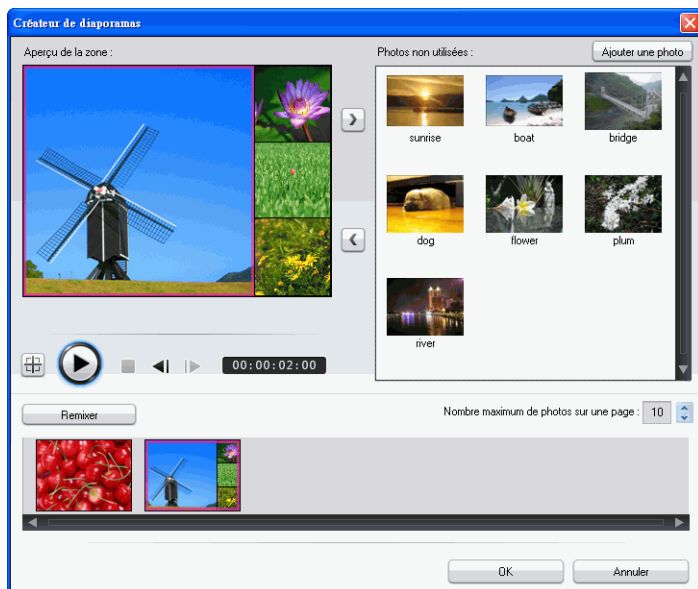 Créateur de diaporamas
Aperçu de la zone :
Photos non utilisées :
Ajouter une photo
sunrise
boat
bridge
dog
flower
plum
river
00:00:02:00
Remixer
Nombre maximum de photos sur une page :
10
OK
Annuler